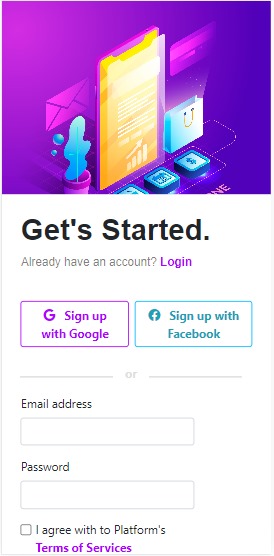 NE
Get's Started.
Already have an account? Login
Sign up
with Google
Sign up with
Facebook
or
Email address
Password
I agree with to Platform's
Terms of Services